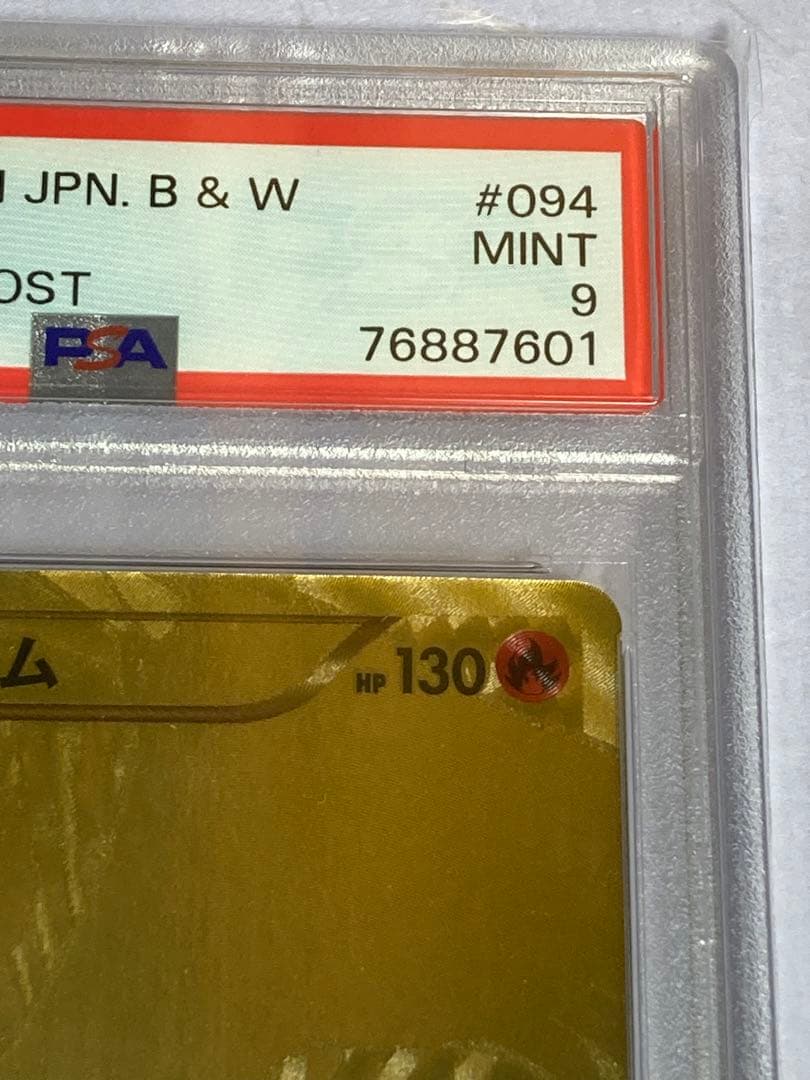 JPN. B & W
#094
MINT
OST
9
PSA
76887601
ム
HP 130